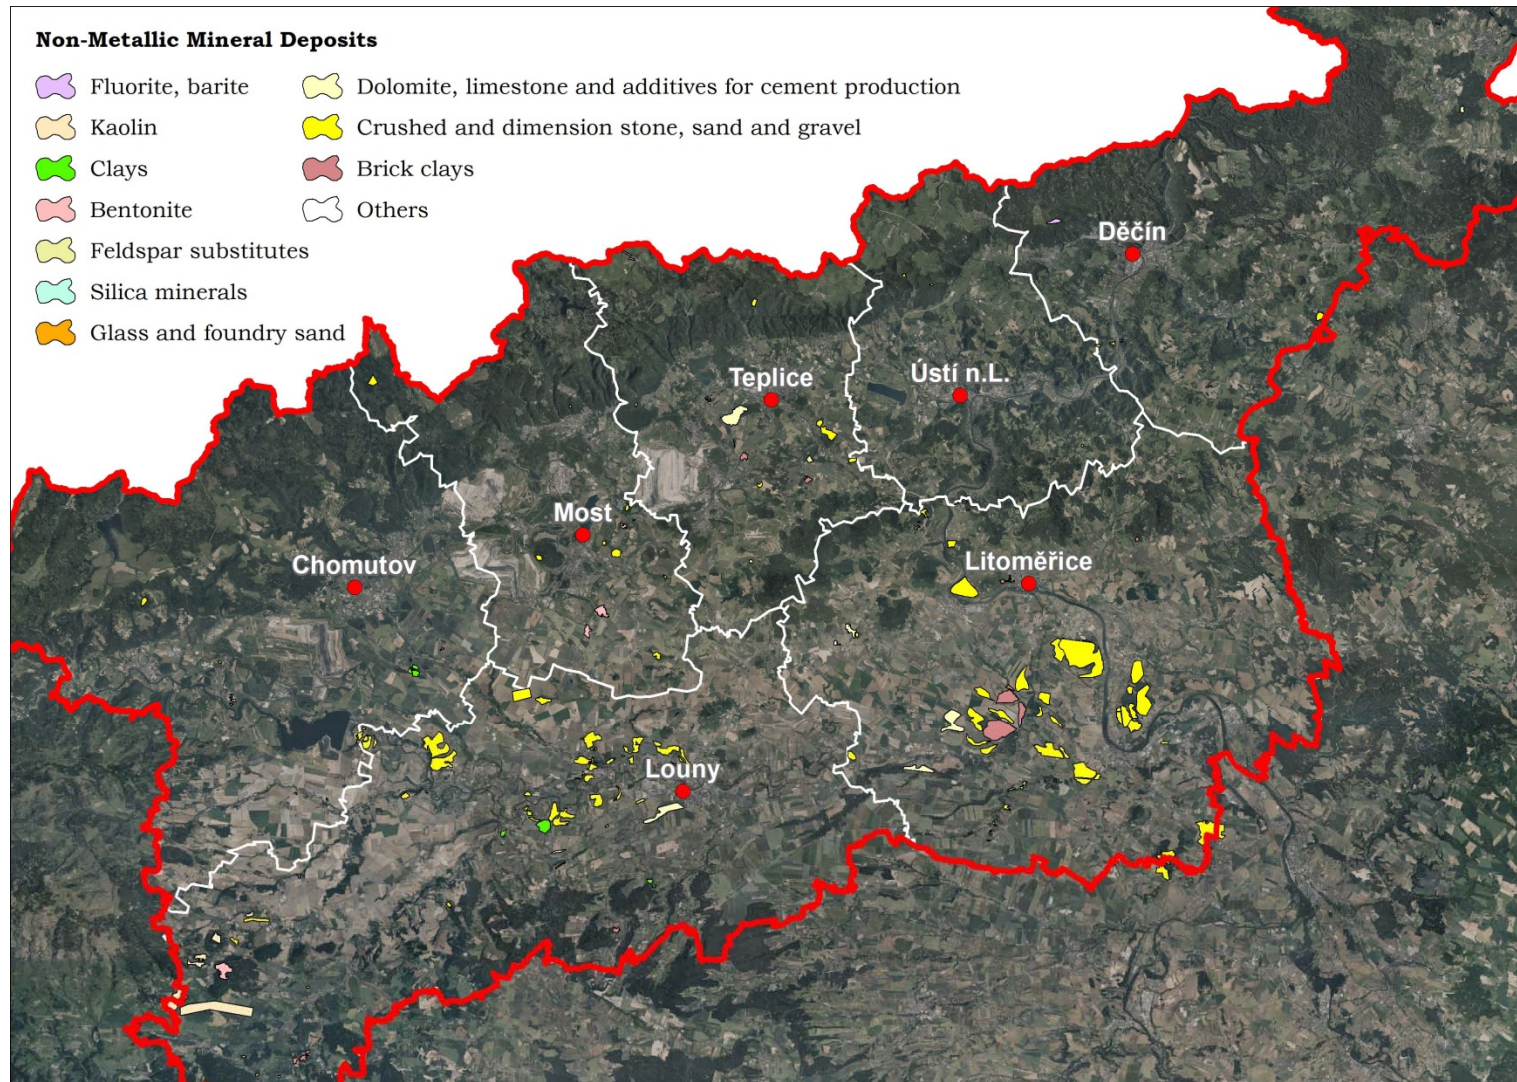 Non-Metallic Mineral Deposits
Fluorite, barite
Kaolin
Clays
Bentonite
Feldspar substitutes
Silica minerals
Glass and foundry sand
Dolomite, limestone and additives for cement production
Crushed and dimension stone, sand and gravel
Brick clays
Others
Děčín
Teplice
Ústí n.L.
Most
Chomutov
Litoměřice
Louny